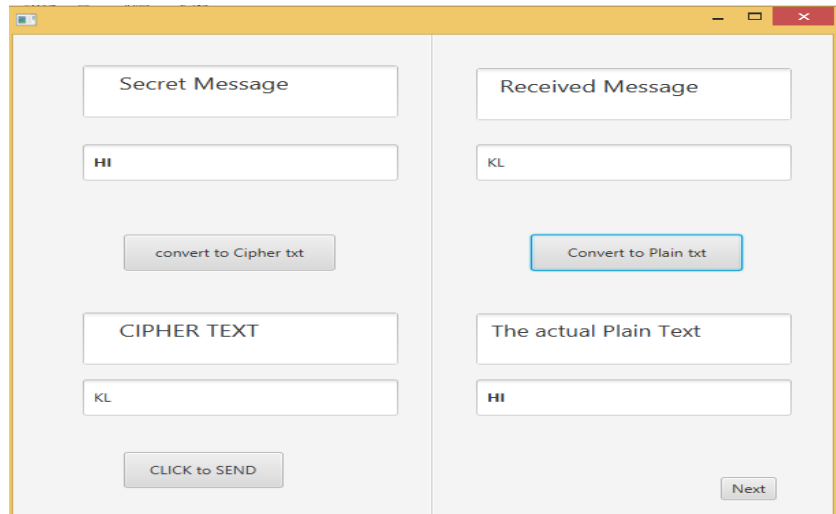 Secret Message
HI
convert to Cipher txt
CIPHER TEXT
KL
CLICK to SEND
Received Message
KL
Convert to Plain txt
The actual Plain Text
HI
Next